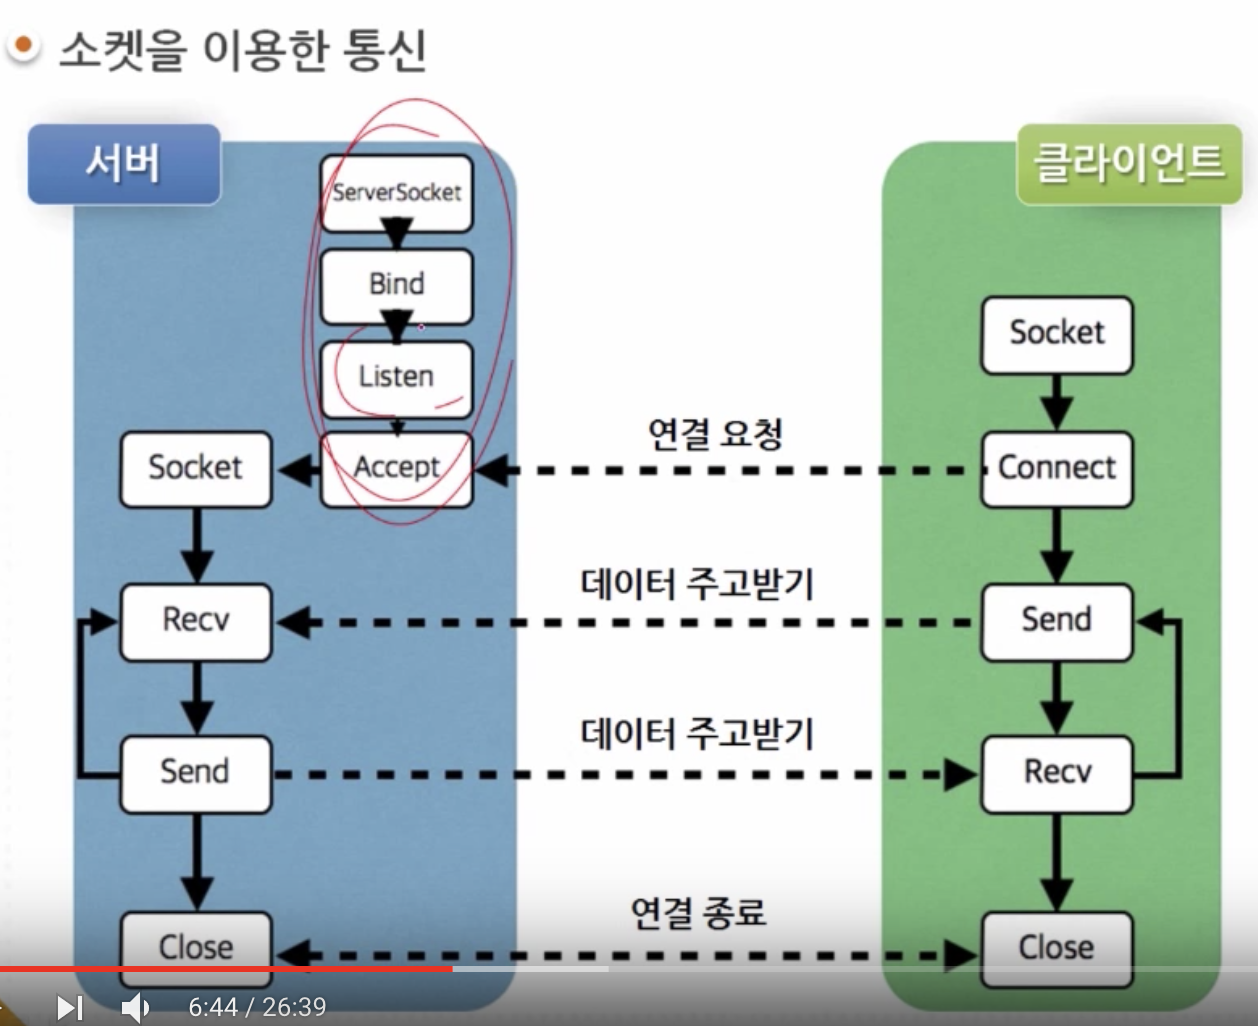 소켓을 이용한 통신
서버
클라이언트
ServerSocket
Bind
Listen
Socket
연결 요청
Socket
Accept
Connect
데이터 주고받기
Recv
Send
데이터 주고받기
Send
Recv
연결 종료
Close
Close
6:44 / 26:39